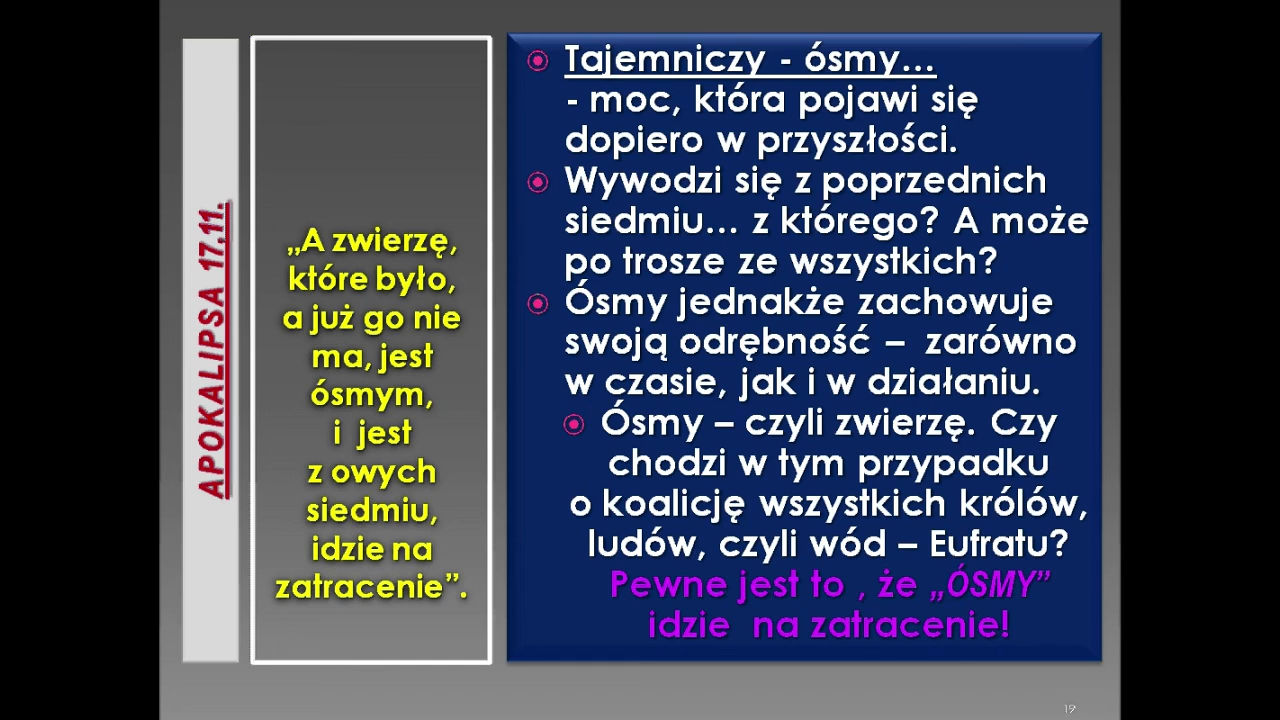 APOKALIPSA 17,11.
„A zwierzę,
które było,
a już go nie
ma, jest
ósmym,
i jest
z owych
siedmiu,
idzie na
zatracenie”.
Tajemniczy - ósmy...
- moc, która pojawi się
dopiero w przyszłości.
Wywodzi się z poprzednich
siedmiu... z którego? A może
po trosze ze wszystkich?
Ósmy jednakże zachowuje
swoją odrębność – zarówno
w czasie, jak i w działaniu.
Ósmy – czyli zwierzę. Czy
chodzi w tym przypadku
o koalicję wszystkich królów,
ludów, czyli wód – Eufratu?
Pewne jest to , że „ÓSMY”
idzie na zatracenie!
19